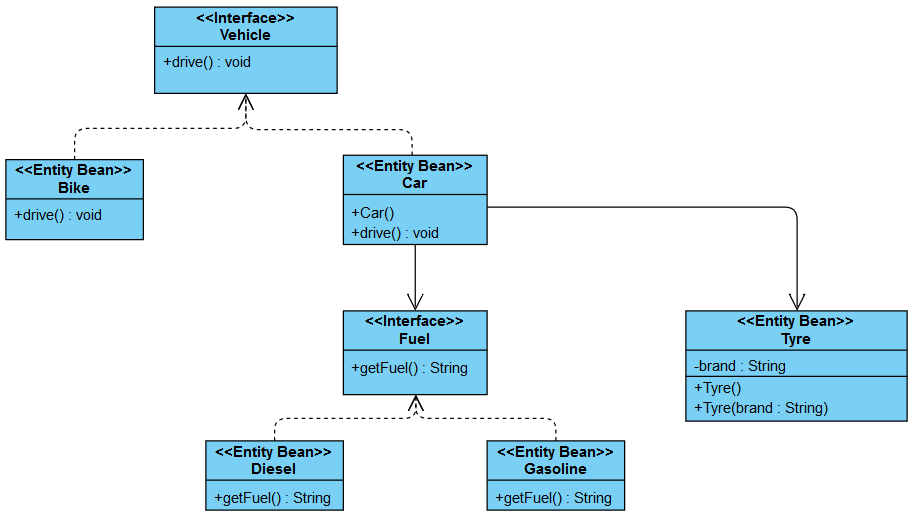 <<Interface>>
Vehicle
+drive() : void
<<Entity Bean>>
Bike
+drive() : void
<<Entity Bean>>
Car
+Car()
+drive() : void
<<Interface>>
Fuel
+getFuel() : String
<<Entity Bean>>
Tyre
-brand : String
+Tyre()
+Tyre(brand : String)
<<Entity Bean>>
Diesel
+getFuel() : String
<<Entity Bean>>
Gasoline
+getFuel() : String